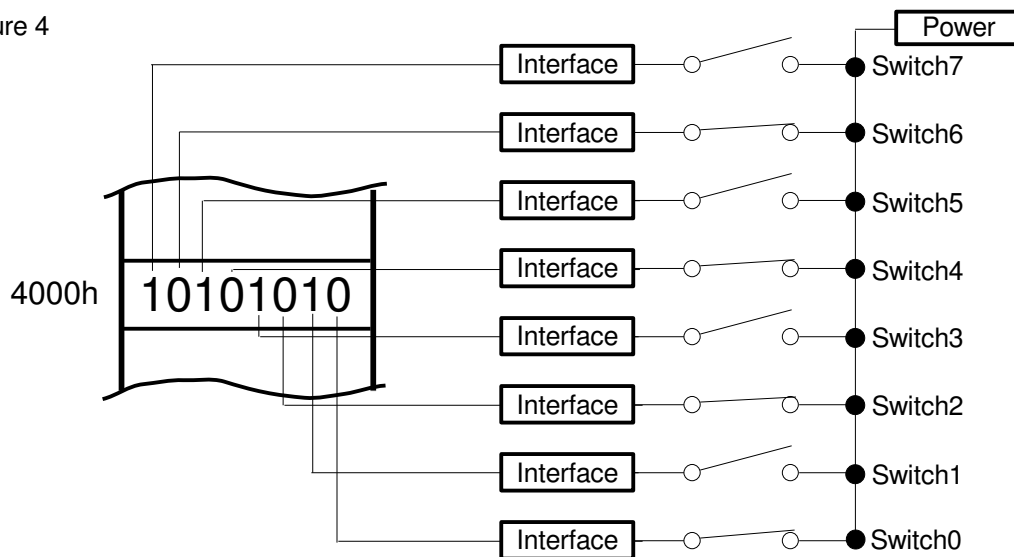 ure 4
Power
Interface Switch7
Interface Switch6
Interface Switch5
4000h 10101010 Interface Switch4
Interface Switch3
Interface Switch2
Interface Switch1
Interface Switch0